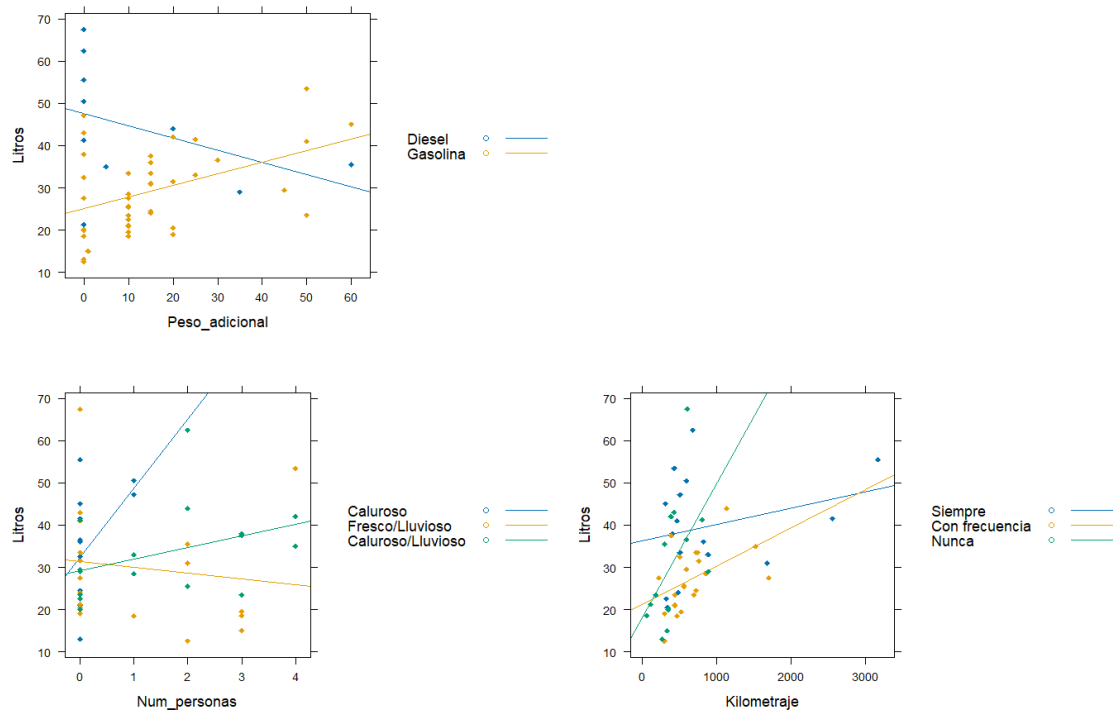 70
60
50
40
30
20
10
Litros
0 10 20 30 40 50 60
Peso_adicional
Diesel
Gasolina
70
60
50
40
30
20
10
Litros
0 1 2 3 4
Num_personas
Caluroso
Fresco/Lluvioso
Caluroso/Lluvioso
70
60
50
40
30
20
10
Litros
0 1000 2000 3000
Kilometraje
Siempre
Con frecuencia
Nunca